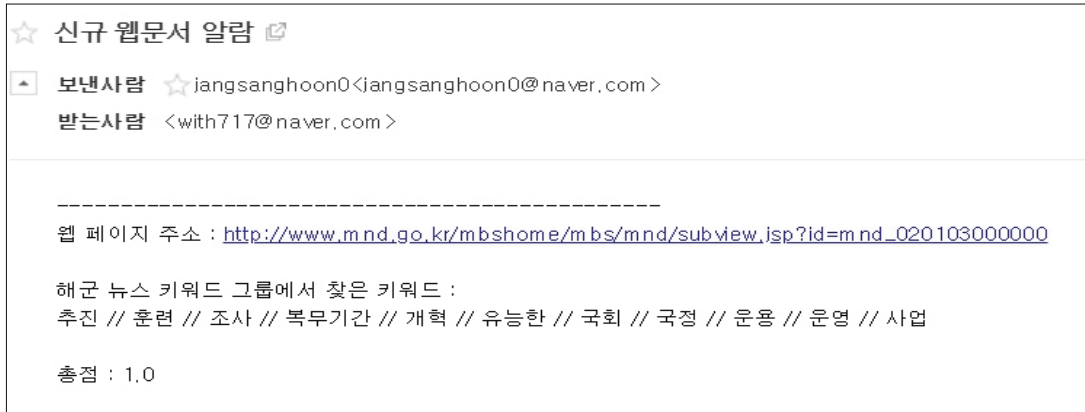 신규 웹문서 알람
보낸사람 jangsanghoon0<jangsanghoon0@naver.com>
받는사람 <with717@naver.com>
------------------------------------------------
웹 페이지 주소 : http://www.mnd.go.kr/mbshome/mbs/mnd/subview.jsp?id=mnd_020103000000
해군 뉴스 키워드 그룹에서 찾은 키워드 :
추진 // 훈련 // 조사 // 복무기간 // 개혁 // 유능한 // 국회 // 국정 // 운용 // 운영 // 사업
총점 : 1.0